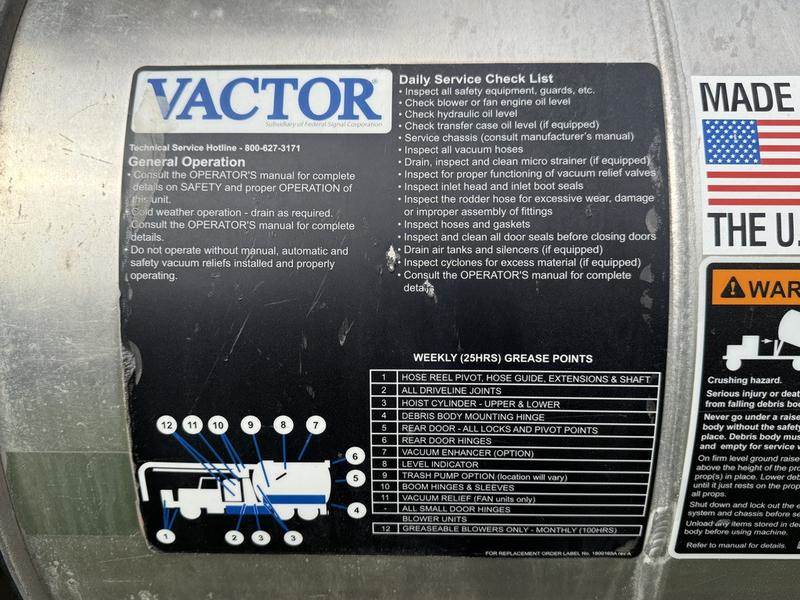 VACTOR
Subsidiary of Federal Signal Corporation
Technical Service Hotline - 800-627-3171
General Operation
• Consult the OPERATOR'S manual for complete
details on SAFETY and proper OPERATION of
this unit.
• Cold weather operation - drain as required.
Consult the OPERATOR'S manual for complete
details.
• Do not operate without manual, automatic and
safety vacuum reliefs installed and properly
operating.
Daily Service Check List
• Inspect all safety equipment, guards, etc.
• Check blower or fan engine oil level
• Check hydraulic oil level
• Check transfer case oil level (if equipped)
• Service chassis (consult manufacturer's manual)
• Inspect all vacuum hoses
• Drain, inspect and clean micro strainer (if equipped)
• Inspect for proper functioning of vacuum relief valves
• Inspect inlet head and inlet boot seals
• Inspect the rodder hose for excessive wear, damage
or improper assembly of fittings
• Inspect hoses and gaskets
• Inspect and clean all door seals before closing doors
• Drain air tanks and silencers (if equipped)
• Inspect cyclones for excess material (if equipped)
• Consult the OPERATOR'S manual for complete
details
WEEKLY (25HRS) GREASE POINTS
1 HOSE REEL PIVOT, HOSE GUIDE, EXTENSIONS & SHAFT
2 ALL DRIVELINE JOINTS
3 HOIST CYLINDER - UPPER & LOWER
4 DEBRIS BODY MOUNTING HINGE
5 REAR DOOR - ALL LOCKS AND PIVOT POINTS
6 REAR DOOR HINGES
7 VACUUM ENHANCER (OPTION)
8 LEVEL INDICATOR
9 TRASH PUMP OPTION (location will vary)
10 BOOM HINGES & SLEEVES
11 VACUUM RELIEF (FAN units only)
- ALL SMALL DOOR HINGES
BLOWER UNITS
12 GREASEABLE BLOWERS ONLY - MONTHLY (100HRS)
FOR REPLACEMENT ORDER LABEL No. 1800168A rev A
12 11 10 9 8 7
6
5
4
1 2 3 3
MADE
THE U.
WAR
Crushing hazard.
Serious injury or dea
from falling debris bo
Never go under a raise
body without the safety
place. Debris body mus
and empty for service
On firm level ground raise
above the height of the pro
prop(s) in place. Lower deb
until it just rests on the prop
all props.
Shut down and lock out the e
system and chassis before se
Unload any items stored in de
body before using machine.
Refer to manual for details.